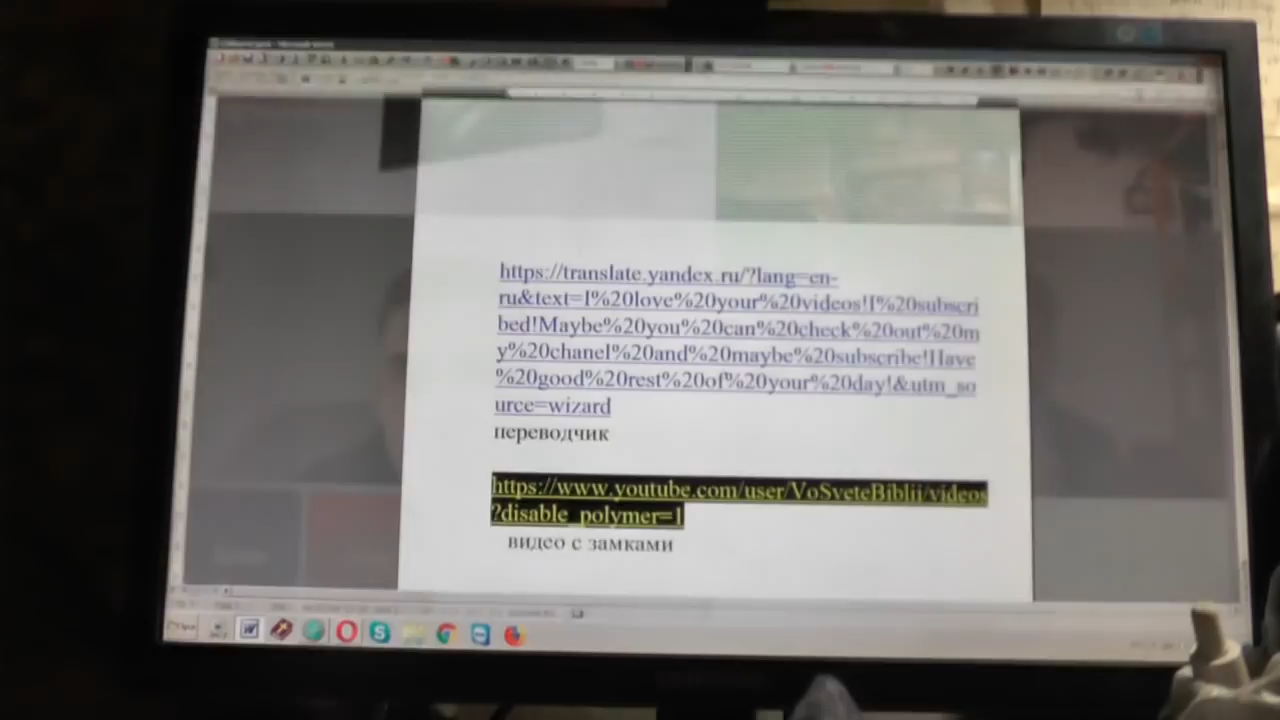 https://translate.yandex.ru/?lang=en-
ru&text=I%20love%20your%20videos!I%20subscri
bed!Maybe%20you%20can%20check%20out%20m
y%20chanel%20and%20maybe%20subscribe!Have
%20good%20rest%20of%20your%20day!&utm_so
urce=wizard
переводчик
https://www.youtube.com/user/VoSveteBiblii/videos
?disable_polymer=1
видео с замками